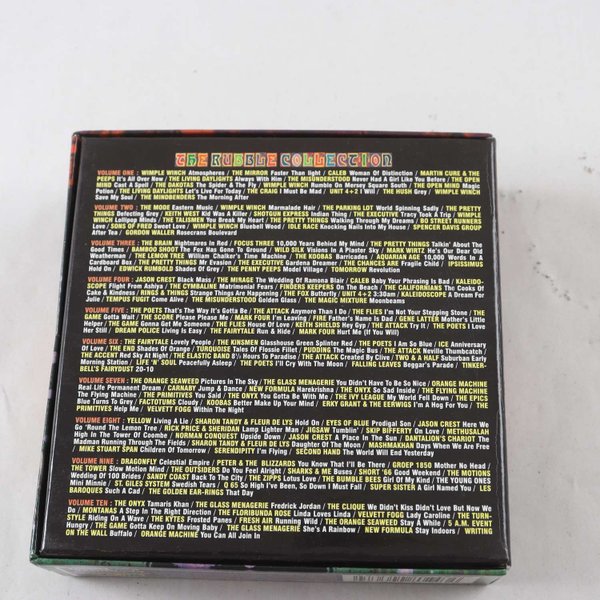 THE RUBBLE COLLECTION
VOLUME ONE : WIMPLE WINCH Atmospheres / THE MIRROR Faster Than light / CALEB Woman Of Distinction / MARTIN CURE & THE
PEEPS It's All Over Now / THE LIVING DAYLIGHTS Always With Him / THE MISUNDERSTOOD Never Had A Girl Like You Before / THE OPEN
MIND Cast A Spell / THE DAKOTAS The Spider & The Fly / WIMPLE WINCH Rumble On Mersey Square South / THE OPEN MIND Magic
Potion / THE LIVING DAYLIGHTS Let's Live For Today / THE CRAIG I Must Be Mad / UNIT 4+2 I Will / THE HUSH Grey / WIMPLE WINCH
Save My Soul / THE MINDBENDERS The Morning After
VOLUME TWO : THE MODE Eastern Music / WIMPLE WINCH Marmalade Hair / THE PARKING LOT World Spinning Sadly / THE PRETTY
THINGS Defecting Grey / KEITH WEST Kid Was A Killer / SHOTGUN EXPRESS Indian Thing / THE EXECUTIVE Tracy Took A Trip / WIMPLE
WINCH Lollipop Minds / THE TALISMEN You Break My Heart / THE PRETTY THINGS Walking Through My Dreams / BO STREET RUNNERS
Love / SONS OF FRED Sweet Love / WIMPLE WINCH Bluebell Wood / IDLE RACE Knocking Nails Into My House / SPENCER DAVIS GROUP
After Tea / GORDON WALLER Rosecrans Boulevard
VOLUME THREE : THE BRAIN Nightmares In Red / FOCUS THREE 10,000 Years Behind My Mind / THE PRETTY THINGS Talkin' About The
Good Times / BAMBOO SHOOT The Fox Has Gone To Ground / WILD SILK Visions In A Plaster Sky / MARK WIRTZ He's Our Dear Old
Weatherman / THE LEMON TREE William Chalker's Time Machine / THE KOOBAS Barricades / AQUARIAN AGE 10,000 Words In A
Cardboard Box / THE PRETTY THINGS Mr Evasion / THE EXECUTIVE Gardena Dreamer / THE CHANCES ARE Fragile Child / IPSISSIMUS
Hold On / EDWICK RUMBOLD Shades Of Grey / THE PENNY PEEPS Model Village / TOMORROW Revolution
VOLUME FOUR : JASON CREST Black Mass / THE MIRAGE The Wedding Of Ramona Blair / CALEB Baby Your Phrasing Is Bad / KALEIDO-
SCOPE Flight From Ashiya / THE CYMBALINE Matrimonial Fears / FINDERS KEEPERS On The Beach / THE CALIFORNIANS The Cooks Of
Cake & Kindness / RINGS & THINGS Strange Things Are Happening / THE FOX Butterfly / UNIT 4+2 3:30am / KALEIDOSCOPE A Dream For
Julie / TEMPUS FUGIT Come Alive / THE MISUNDERSTOOD Golden Glass / THE MAGIC MIXTURE Moonbeams
VOLUME FIVE : THE POETS That's The Way It's Gotta Be / THE ATTACK Anymore Than I Do / THE FLIES I'm Not Your Stepping Stone / THE
GAME Gotta Wait / THE SCORE Please Please Me / MARK FOUR I'm Leaving / FIRE Father's Name Is Dad / GENE LATTER Mother's Little
Helper / THE GAME Gonna Get Me Someone / THE FLIES House Of Love / KEITH SHIELDS Hey Gyp / THE ATTACK Try It / THE POETS I Love
Her Still / DREAM POLICE Living Is Easy / THE FAIRYTALE Run & Hide / MARK FOUR Hurt Me (If You Will)
VOLUME SIX : THE FAIRYTALE Lovely People / THE KINSMEN Glasshouse Green Splinter Red / THE POETS I Am So Blue / ICE Anniversary
Of Love / THE END Shades Of Orange / TURQUOISE Tales Of Flossie Fillet / PUDDING The Magic Bus / THE ATTACK Neville Thumbcatch /
THE ACCENT Red Sky At Night / THE ELASTIC BAND 8½ Hours To Paradise / THE ATTACK Created By Clive / TWO & A HALF Suburban Early
Morning Station / LIFE 'N' SOUL Peacefully Asleep / THE POETS I'll Cry With The Moon / FALLING LEAVES Beggar's Parade / TINKER-
BELL'S FAIRYDUST 20-10
VOLUME SEVEN : THE ORANGE SEAWEED Pictures In The Sky / THE GLASS MENAGERIE You Didn't Have To Be So Nice / ORANGE MACHINE
Real Life Permanent Dream / CARNABY Jump & Dance / NEW FORMULA Harekrishna / THE ONYX So Sad Inside / THE FLYING MACHINE
The Flying Machine / THE PRIMITIVES You Said / THE ONYX You Gotta Be With Me / THE IVY LEAGUE My World Fell Down / THE EPICS
Blue Turns To Grey / FACTOTUMS Cloudy / KOOBAS Better Make Up Your Mind / ERKY GRANT & THE EERWIGS I'm A Hog For You / THE
PRIMITIVES Help Me / VELVETT FOGG Within The Night
VOLUME EIGHT : YELLOW Living A Lie / SHARON TANDY & FLEUR DE LYS Hold On / EYES OF BLUE Prodigal Son / JASON CREST Here We
Go 'Round The Lemon Tree / RICK PRICE & SHERIDAN Lamp Lighter Man / JIGSAW Tumblin' / SKIP BIFFERTY On Love / METHUSALAH
High In The Tower Of Coombe / NORMAN CONQUEST Upside Down / JASON CREST A Place In The Sun / DANTALION'S CHARIOT The
Madman Running Through The Fields / SHARON TANDY & FLEUR DE LYS Daughter Of The Moon / MASHMAKHAN Days When We Are Free
/ MIKE STUART SPAN Children Of Tomorrow / SERENDIPITY I'm Flying / SECOND HAND The World Will End Yesterday
VOLUME NINE : DRAGONFLY Celestial Empire / PETER & THE BLIZZARDS You Know That I'll Be There / GROEP 1850 Mother No Head /
THE TOWER Slow Motion Mind / THE OUTSIDERS Do You Feel Alright / SHARKS & ME Buses / SHORT '66 Good Weekend / THE MOTIONS
Wedding Of 100 Brides / SANDY COAST Back To The City / THE ZIPPS Lotus Love / THE BUMBLE BEES Girl Of My Kind / THE YOUNG ONES
Mini Minnie / ST. GILES SYSTEM Swedish Tears / Q 65 So High I've Been, So Down I Must Fall / SUPER SISTER A Girl Named You / LES
BAROQUES Such A Cad / THE GOLDEN EAR-RINGS That Day
VOLUME TEN : THE ONYX Tamaris Khan / THE GLASS MENAGERIE Fredrick Jordan / THE CLIQUE We Didn't Kiss Didn't Love But Now We
Do / MONTANAS A Step In The Right Direction / THE FLORIBUNDA ROSE Linda Loves Linda / VELVETT FOGG Lady Caroline / THE TURN-
STYLE Riding On A Wave / THE KYTES Frosted Panes / FRESH AIR Running Wild / THE ORANGE SEAWEED Stay A While / 5 A.M. EVENT
Hungry / THE GAME Gotta Keep On Moving Baby / THE GLASS MENAGERIE She's A Rainbow / NEW FORMULA Stay Indoors / WRITING
ON THE WALL Buffalo / ORANGE MACHINE You Can All Join In